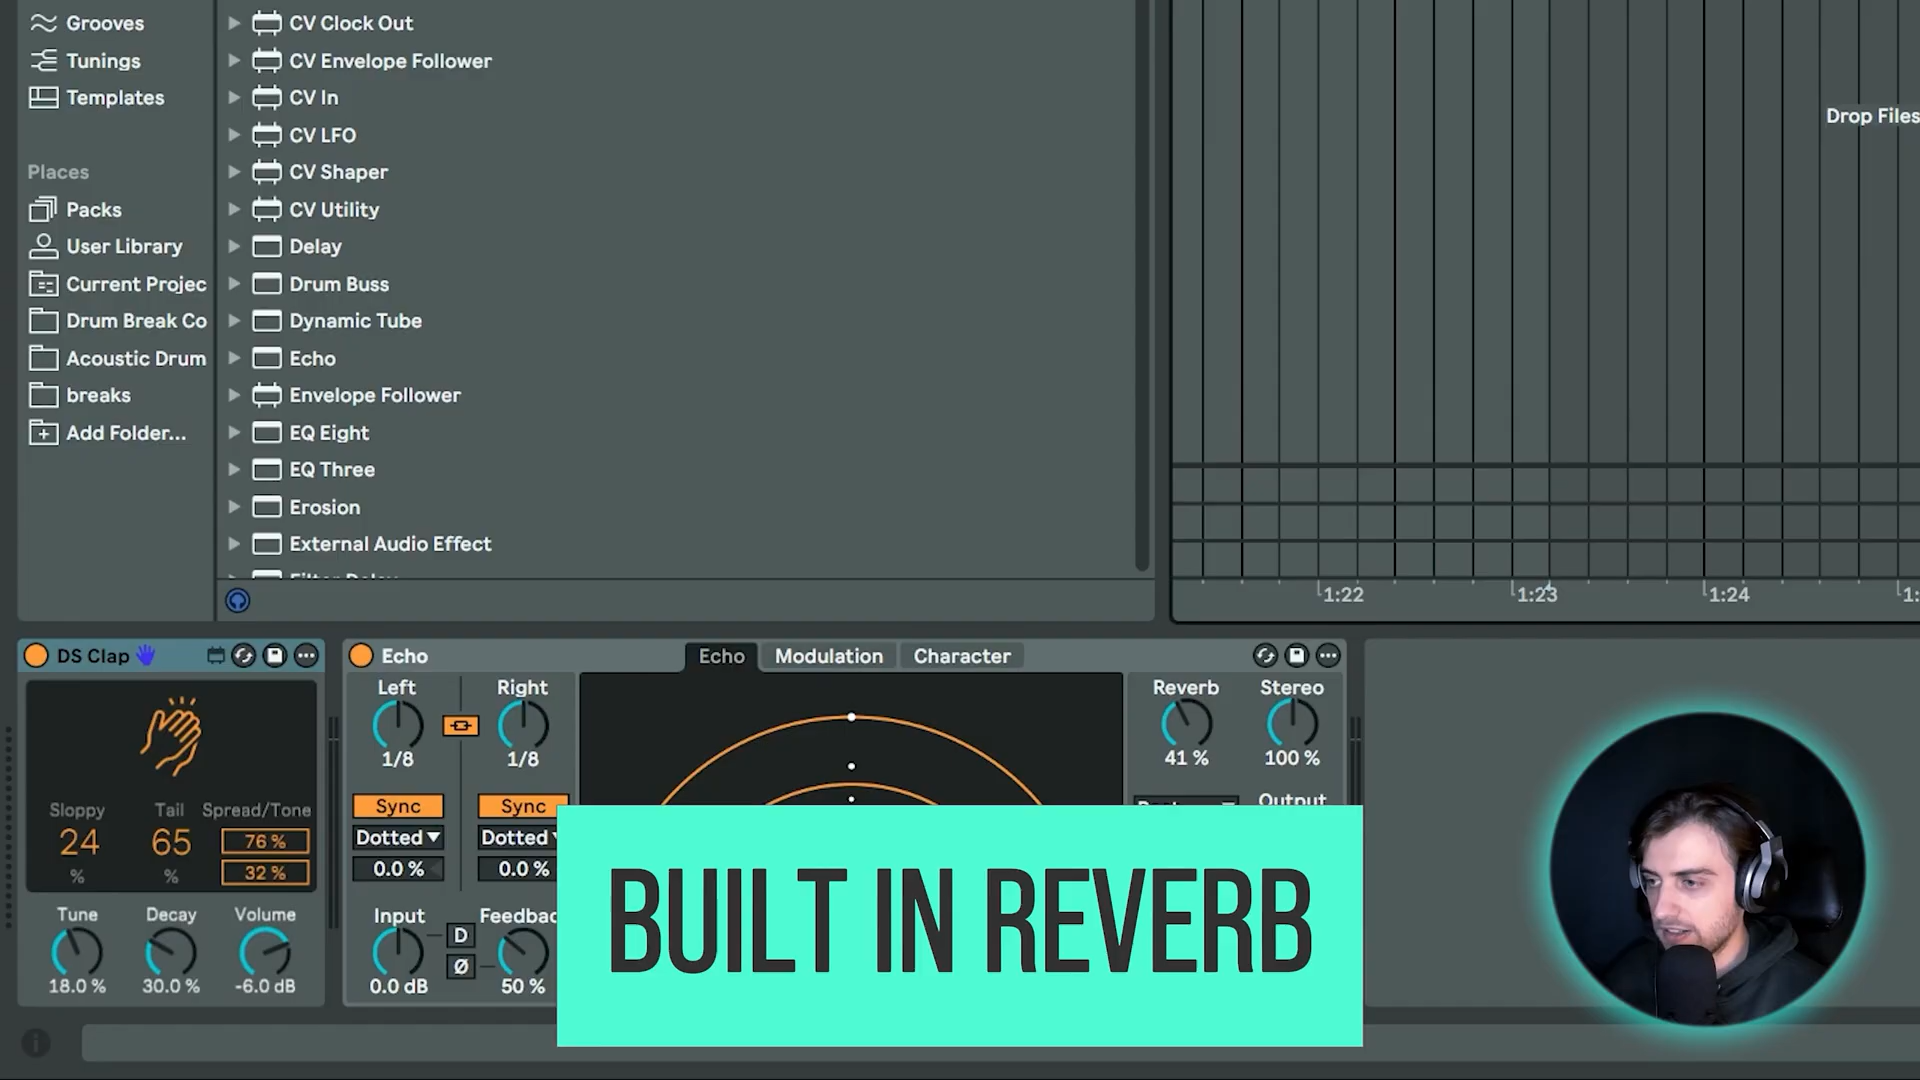 Grooves
Tunings
Templates
Places
Packs
User Library
Current Projec
Drum Break Co
Acoustic Drum
breaks
Add Folder...
CV Clock Out
CV Envelope Follower
CV In
CV LFO
CV Shaper
CV Utility
Delay
Drum Buss
Dynamic Tube
Echo
Envelope Follower
EQ Eight
EQ Three
Erosion
External Audio Effect
Drop Files
1:22
1:23
1:24
1:
DS Clap
Sloppy Tail Spread/Tone
24 65 76 %
% % 32 %
Tune Decay Volume
18.0 % 30.0 % -6.0 dB
Echo
Echo Modulation Character
Left Right
1/8 1/8
Sync Sync
Dotted Dotted
0.0 % 0.0 %
Input D Feedbac
Ø
0.0 dB 50 %
Reverb Stereo
41 % 100 %
Output
BUILT IN REVERB